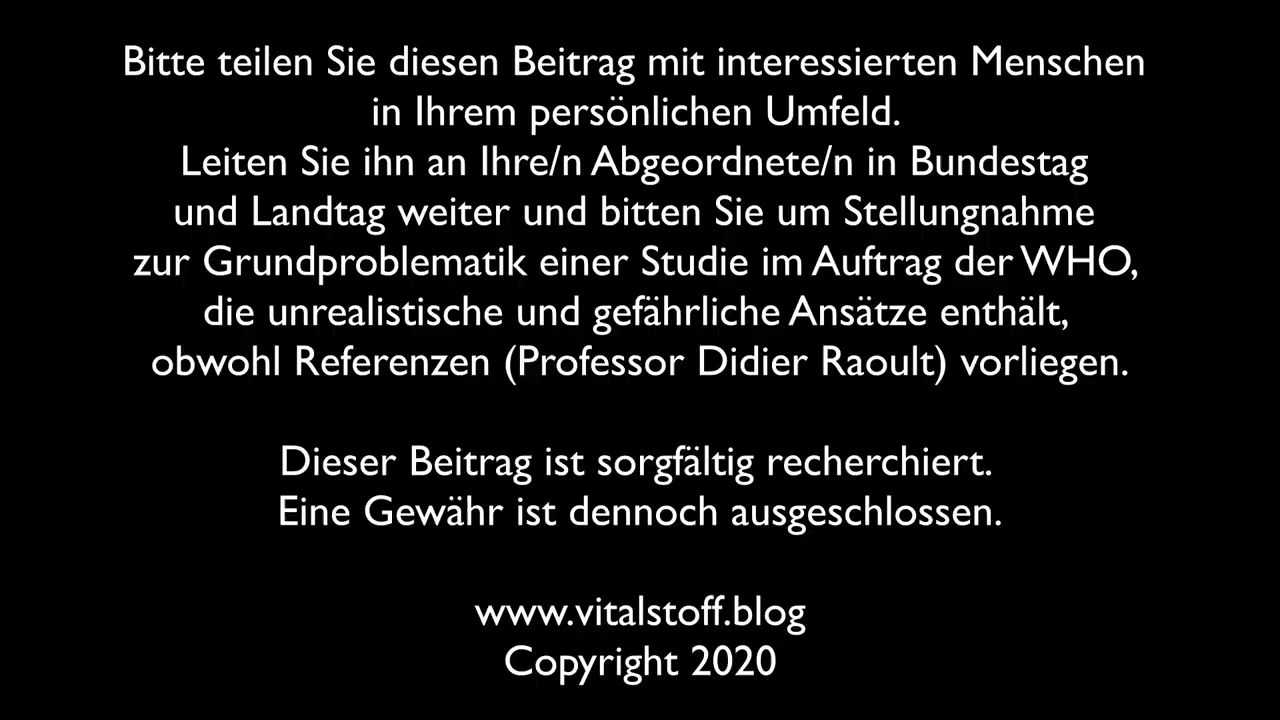 Bitte teilen Sie diesen Beitrag mit interessierten Menschen
in Ihrem persönlichen Umfeld.
Leiten Sie ihn an Ihre/n Abgeordnete/n in Bundestag
und Landtag weiter und bitten Sie um Stellungnahme
zur Grundproblematik einer Studie im Auftrag der WHO,
die unrealistische und gefährliche Ansätze enthält,
obwohl Referenzen (Professor Didier Raoult) vorliegen.
Dieser Beitrag ist sorgfältig recherchiert.
Eine Gewähr ist dennoch ausgeschlossen.
www.vitalstoff.blog
Copyright 2020